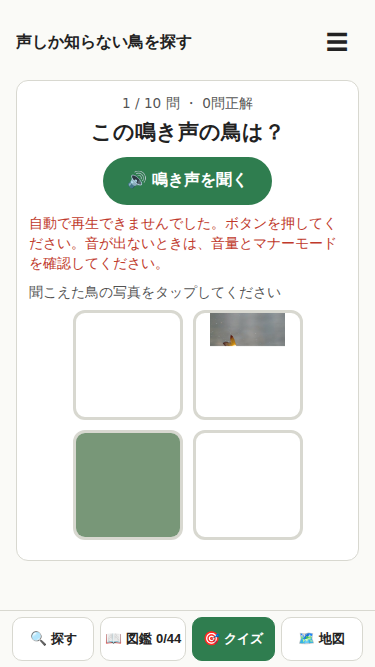 声しか知らない鳥を探す
☰
1 / 10 問 ・ 0問正解
この鳴き声の鳥は？
🔊 鳴き声を聞く
自動で再生できませんでした。ボタンを押してく
ださい。音が出ないときは、音量とマナーモード
を確認してください。
聞こえた鳥の写真をタップしてください
🔍 探す
📖 図鑑 0/44
🎯 クイズ
🗺️ 地図